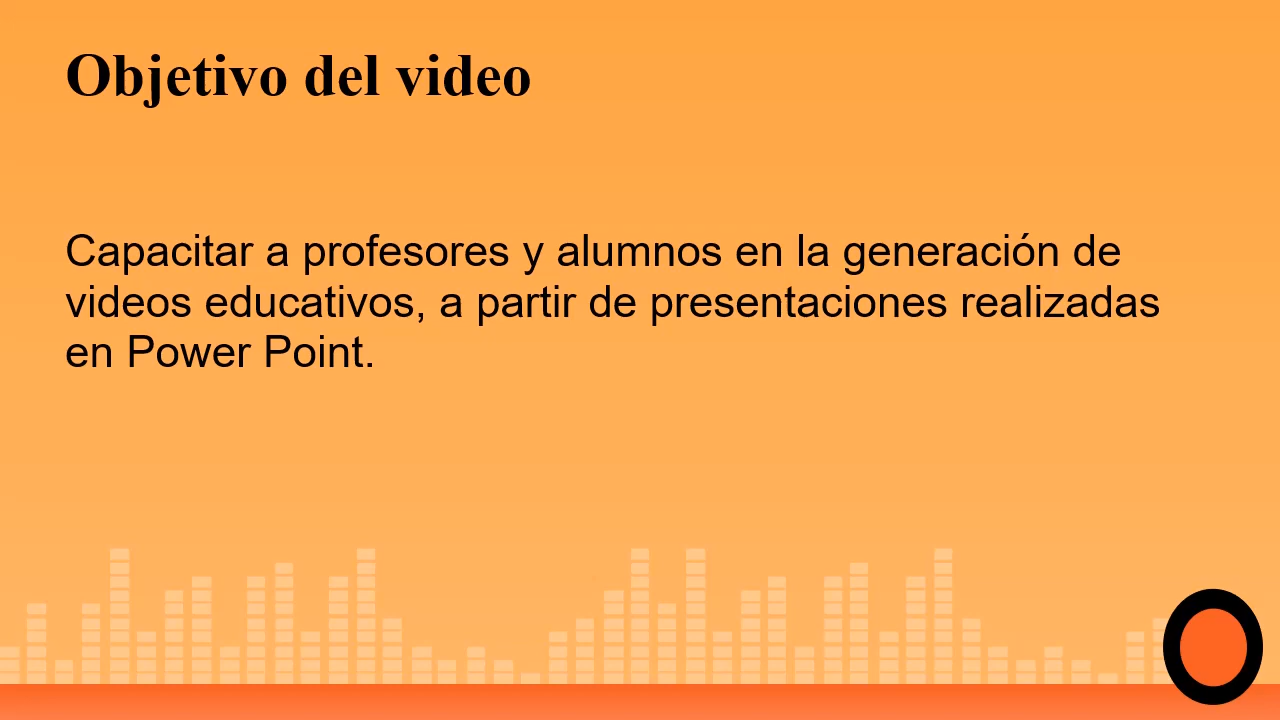 Objetivo del video
Capacitar a profesores y alumnos en la generación de
videos educativos, a partir de presentaciones realizadas
en Power Point.